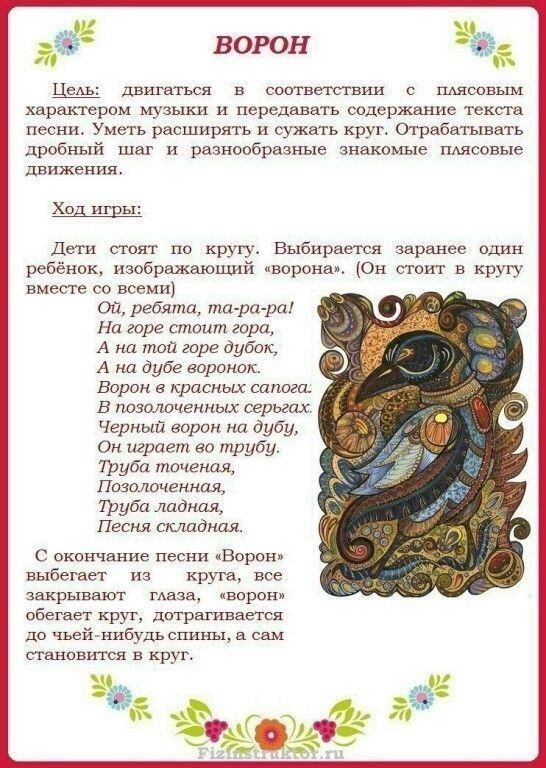 ВОРОН
Цель: двигаться в соответствии с плясовым
характером музыки и передавать содержание текста
песни. Уметь расширять и сужать круг. Отрабатывать
дробный шаг и разнообразные знакомые плясовые
движения.
Ход игры:
Дети стоят по кругу. Выбирается заранее один
ребёнок, изображающий «ворона». (Он стоит в кругу
вместе со всеми)
Ой, ребята, та-ра-ра!
На горе стоит гора,
А на той горе дубок,
А на дубе воронок.
Ворон в красных сапога
В позолоченных серьгах.
Черный ворон на дубу,
Он играет во трубу.
Труба точеная,
Позолоченная,
Труба ладная,
Песня складная.
С окончание песни «Ворон»
выбегает из круга, все
закрывают глаза, «ворон»
обегает круг, дотрагивается
до чьей-нибудь спины, а сам
становится в круг.
Fizinstruktor.ru